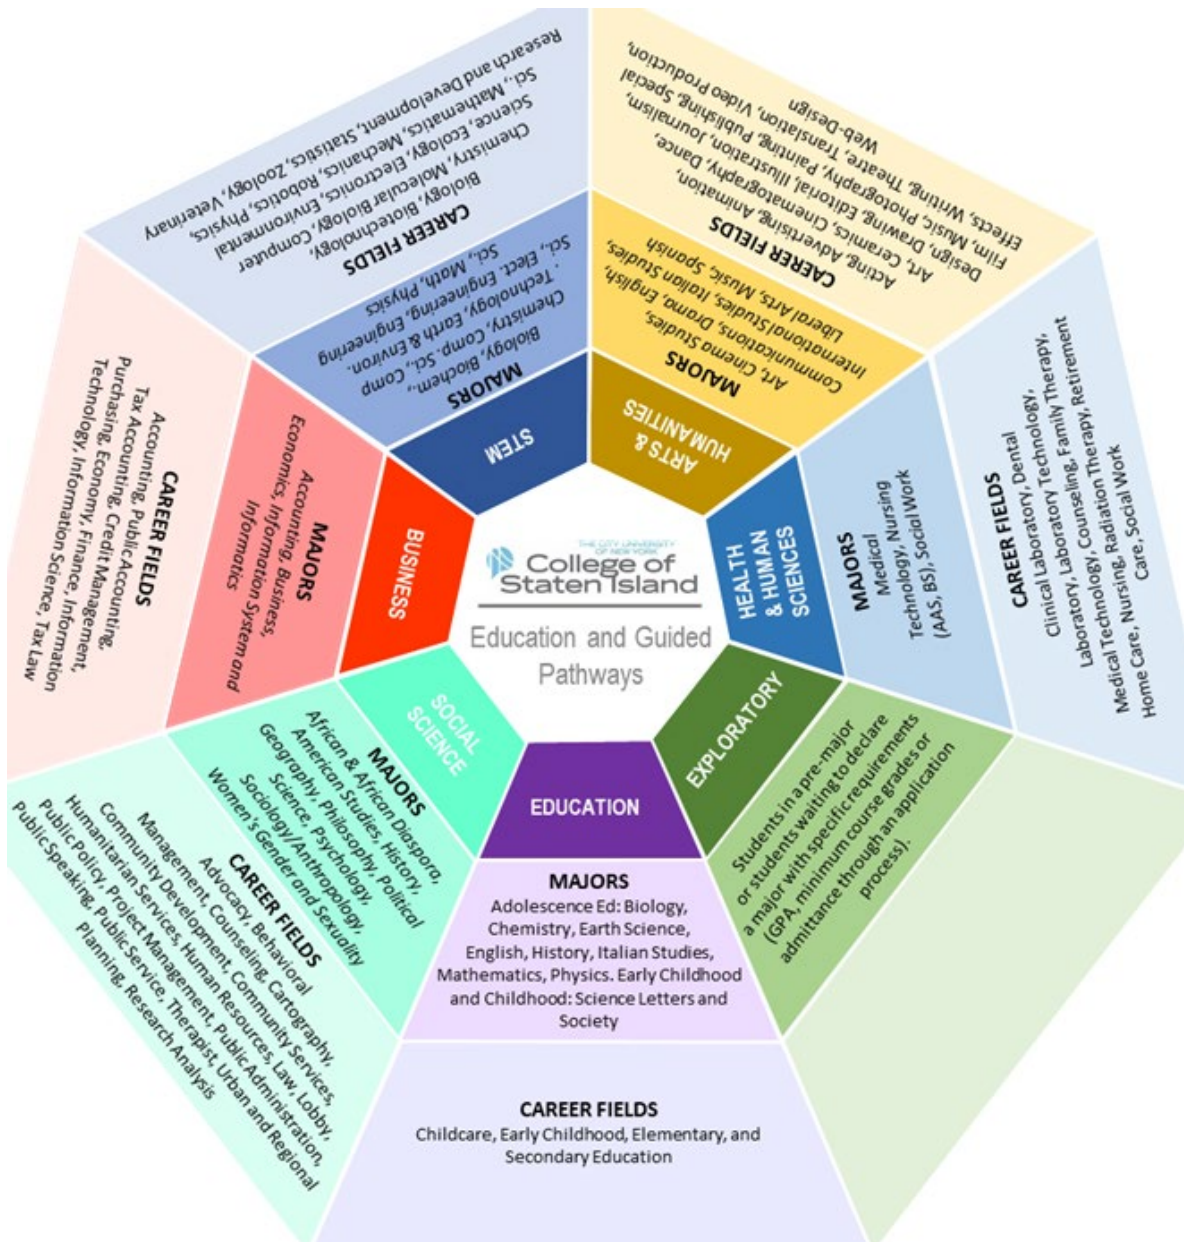 THE CITY UNIVERSITY
OF NEW YORK
College of
Staten Island
Education and Guided
Pathways
STEM
MAJORS
Biology, Biochem.,
Chemistry, Comp. Sci., Comp
Technology, Earth & Environ.
Sci., Elect. Engineering, Engineering
Sci., Math, Physics
CAREER FIELDS
Biology, Biotechnology,
Chemistry, Molecular Biology, Computer
Science, Ecology, Electronics, Environmental
Sci., Mathematics, Mechanics, Robotics, Physics,
Research and Development, Statistics, Zoology, Veterinary
ARTS &
HUMANITIES
MAJORS
Art, Cinema Studies,
Communications, Drama, English
International Studies, Italian Studies,
Liberal Arts, Music, Spanish
CAERER FIELDS
Acting, Advertising, Animation,
Art, Ceramics, Cinematography, Dance,
Design, Drawing, Editorial, Illustration, Journalism,
Film, Music, Photography, Painting, Publishing, Special
Effects, Writing, Theatre, Translation, Video Production,
Web-Design
HEALTH
& HUMAN
SCIENCES
MAJORS
Medical
Technology, Nursing
(AAS, BS), Social Work
CAREER FIELDS
Clinical Laboratory, Dental
Laboratory, Laboratory Technology,
Medical Technology, Counseling, Family Therapy,
Home Care, Nursing, Radiation Therapy, Retirement
Care, Social Work
EXPLORATORY
Students in a pre-major
or students waiting to declare
a major with specific requirements
(GPA, minimum course grades or
admittance through an application
process).
EDUCATION
MAJORS
Adolescence Ed: Biology,
Chemistry, Earth Science,
English, History, Italian Studies,
Mathematics, Physics. Early Childhood
and Childhood: Science Letters and
Society
CAREER FIELDS
Childcare, Early Childhood, Elementary, and
Secondary Education
SOCIAL
SCIENCE
MAJORS
African & African Diaspora,
American Studies, History,
Geography, Philosophy, Political
Science, Psychology,
Sociology/Anthropology,
Women's Gender and Sexuality
CAREER FIELDS
Advocacy, Behavioral
Management, Counseling, Cartography,
Community Development, Community Services,
Humanitarian Services, Human Resources, Law, Lobby,
Public Policy, Project Management, Public Administration,
Public Speaking, Public Service, Therapist, Urban and Regional
Planning, Research Analysis
BUSINESS
MAJORS
Accounting, Business,
Economics, Information System and
Informatics
CAREER FIELDS
Accounting, Public Accounting,
Tax Accounting, Credit Management,
Purchasing, Economy, Finance, Information
Technology, Information Science, Tax Law